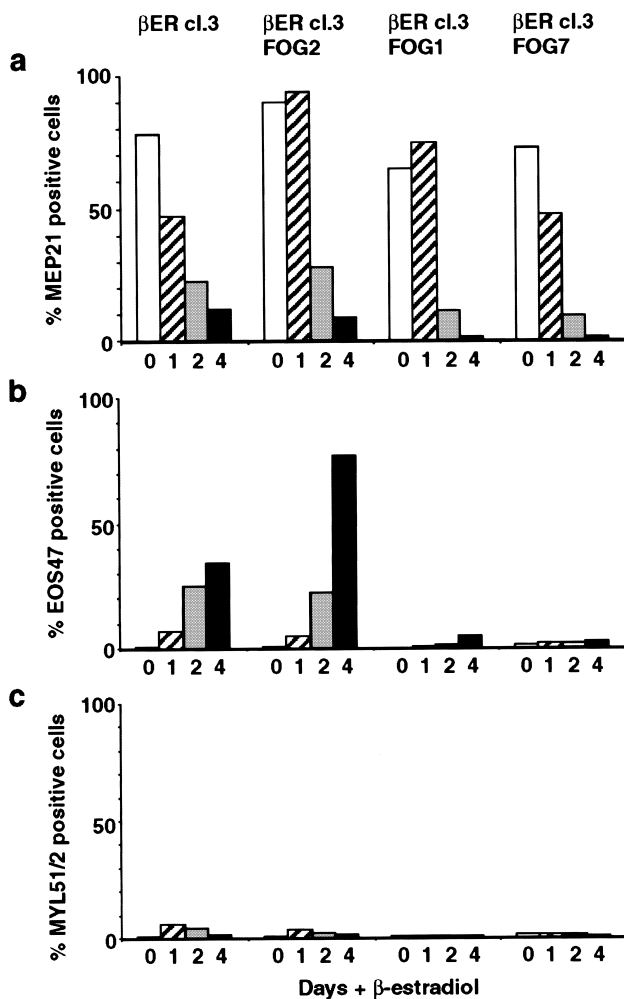 βER cl.3
βER cl.3 FOG2
βER cl.3 FOG1
βER cl.3 FOG7
a
% MEP21 positive cells
100
50
0
0 1 2 4 0 1 2 4 0 1 2 4 0 1 2 4
b
% EOS47 positive cells
100
50
0
0 1 2 4 0 1 2 4 0 1 2 4 0 1 2 4
c
% MYL51/2 positive cells
100
50
0
0 1 2 4 0 1 2 4 0 1 2 4 0 1 2 4
Days + β-estradiol